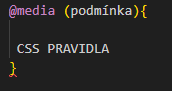 @media (podmínka){
CSS PRAVIDLA
}